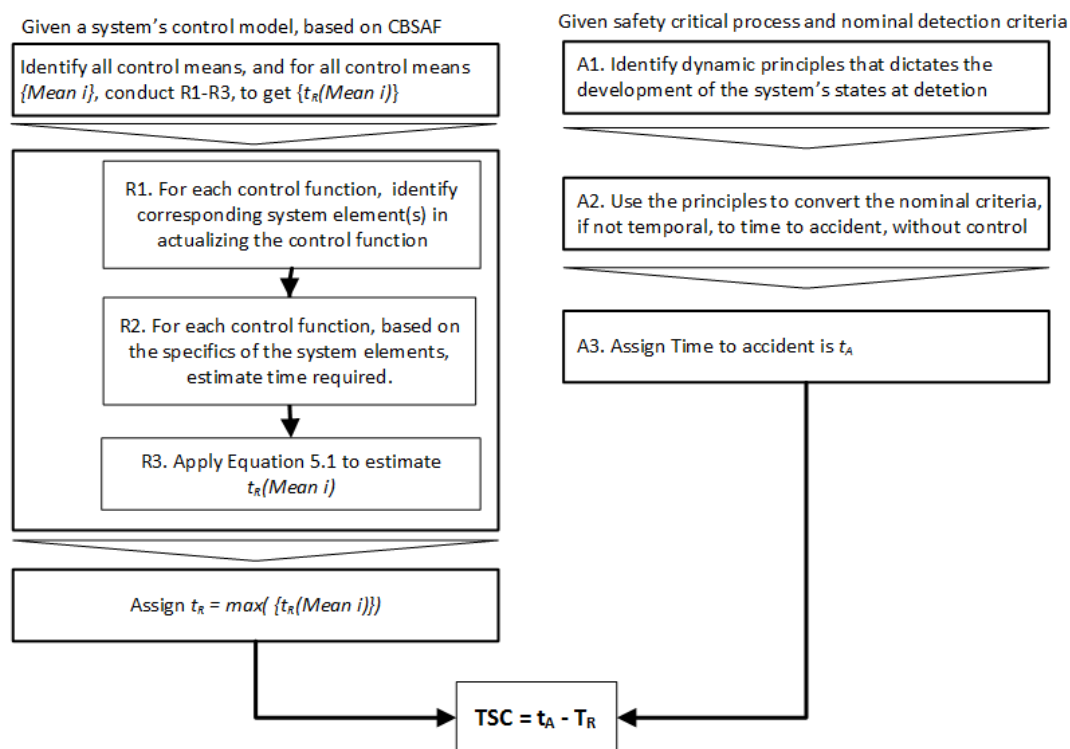 Given a system's control model, based on CBSAF
Identify all control means, and for all control means
{Mean i}, conduct R1-R3, to get {tR(Mean i)}
R1. For each control function, identify
corresponding system element(s) in
actualizing the control function
R2. For each control function, based on
the specifics of the system elements,
estimate time required.
R3. Apply Equation 5.1 to estimate
tR(Mean i)
Assign tR = max( {tR(Mean i)})
Given safety critical process and nominal detection criteria
A1. Identify dynamic principles that dictates the
development of the system's states at detetion
A2. Use the principles to convert the nominal criteria,
if not temporal, to time to accident, without control
A3. Assign Time to accident is tA
TSC = tA - TR